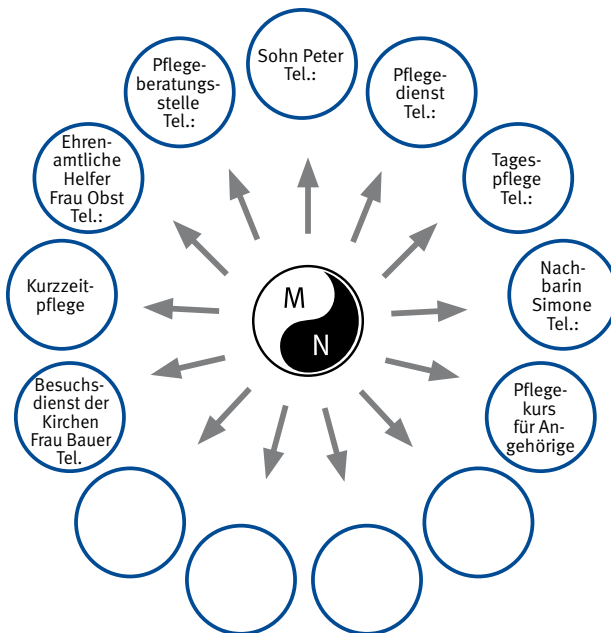 Sohn Peter
Tel.:
Pflege-
dienst
Tel.:
Tages-
pflege
Tel.:
Nach-
barin
Simone
Tel.:
Pflege-
kurs
für An-
gehörige
Besuchs-
dienst der
Kirchen
Frau Bauer
Tel.
Kurzzeit-
pflege
Ehren-
amtliche
Helfer
Frau Obst
Tel.:
Pflege-
beratungs-
stelle
Tel.:
M
N